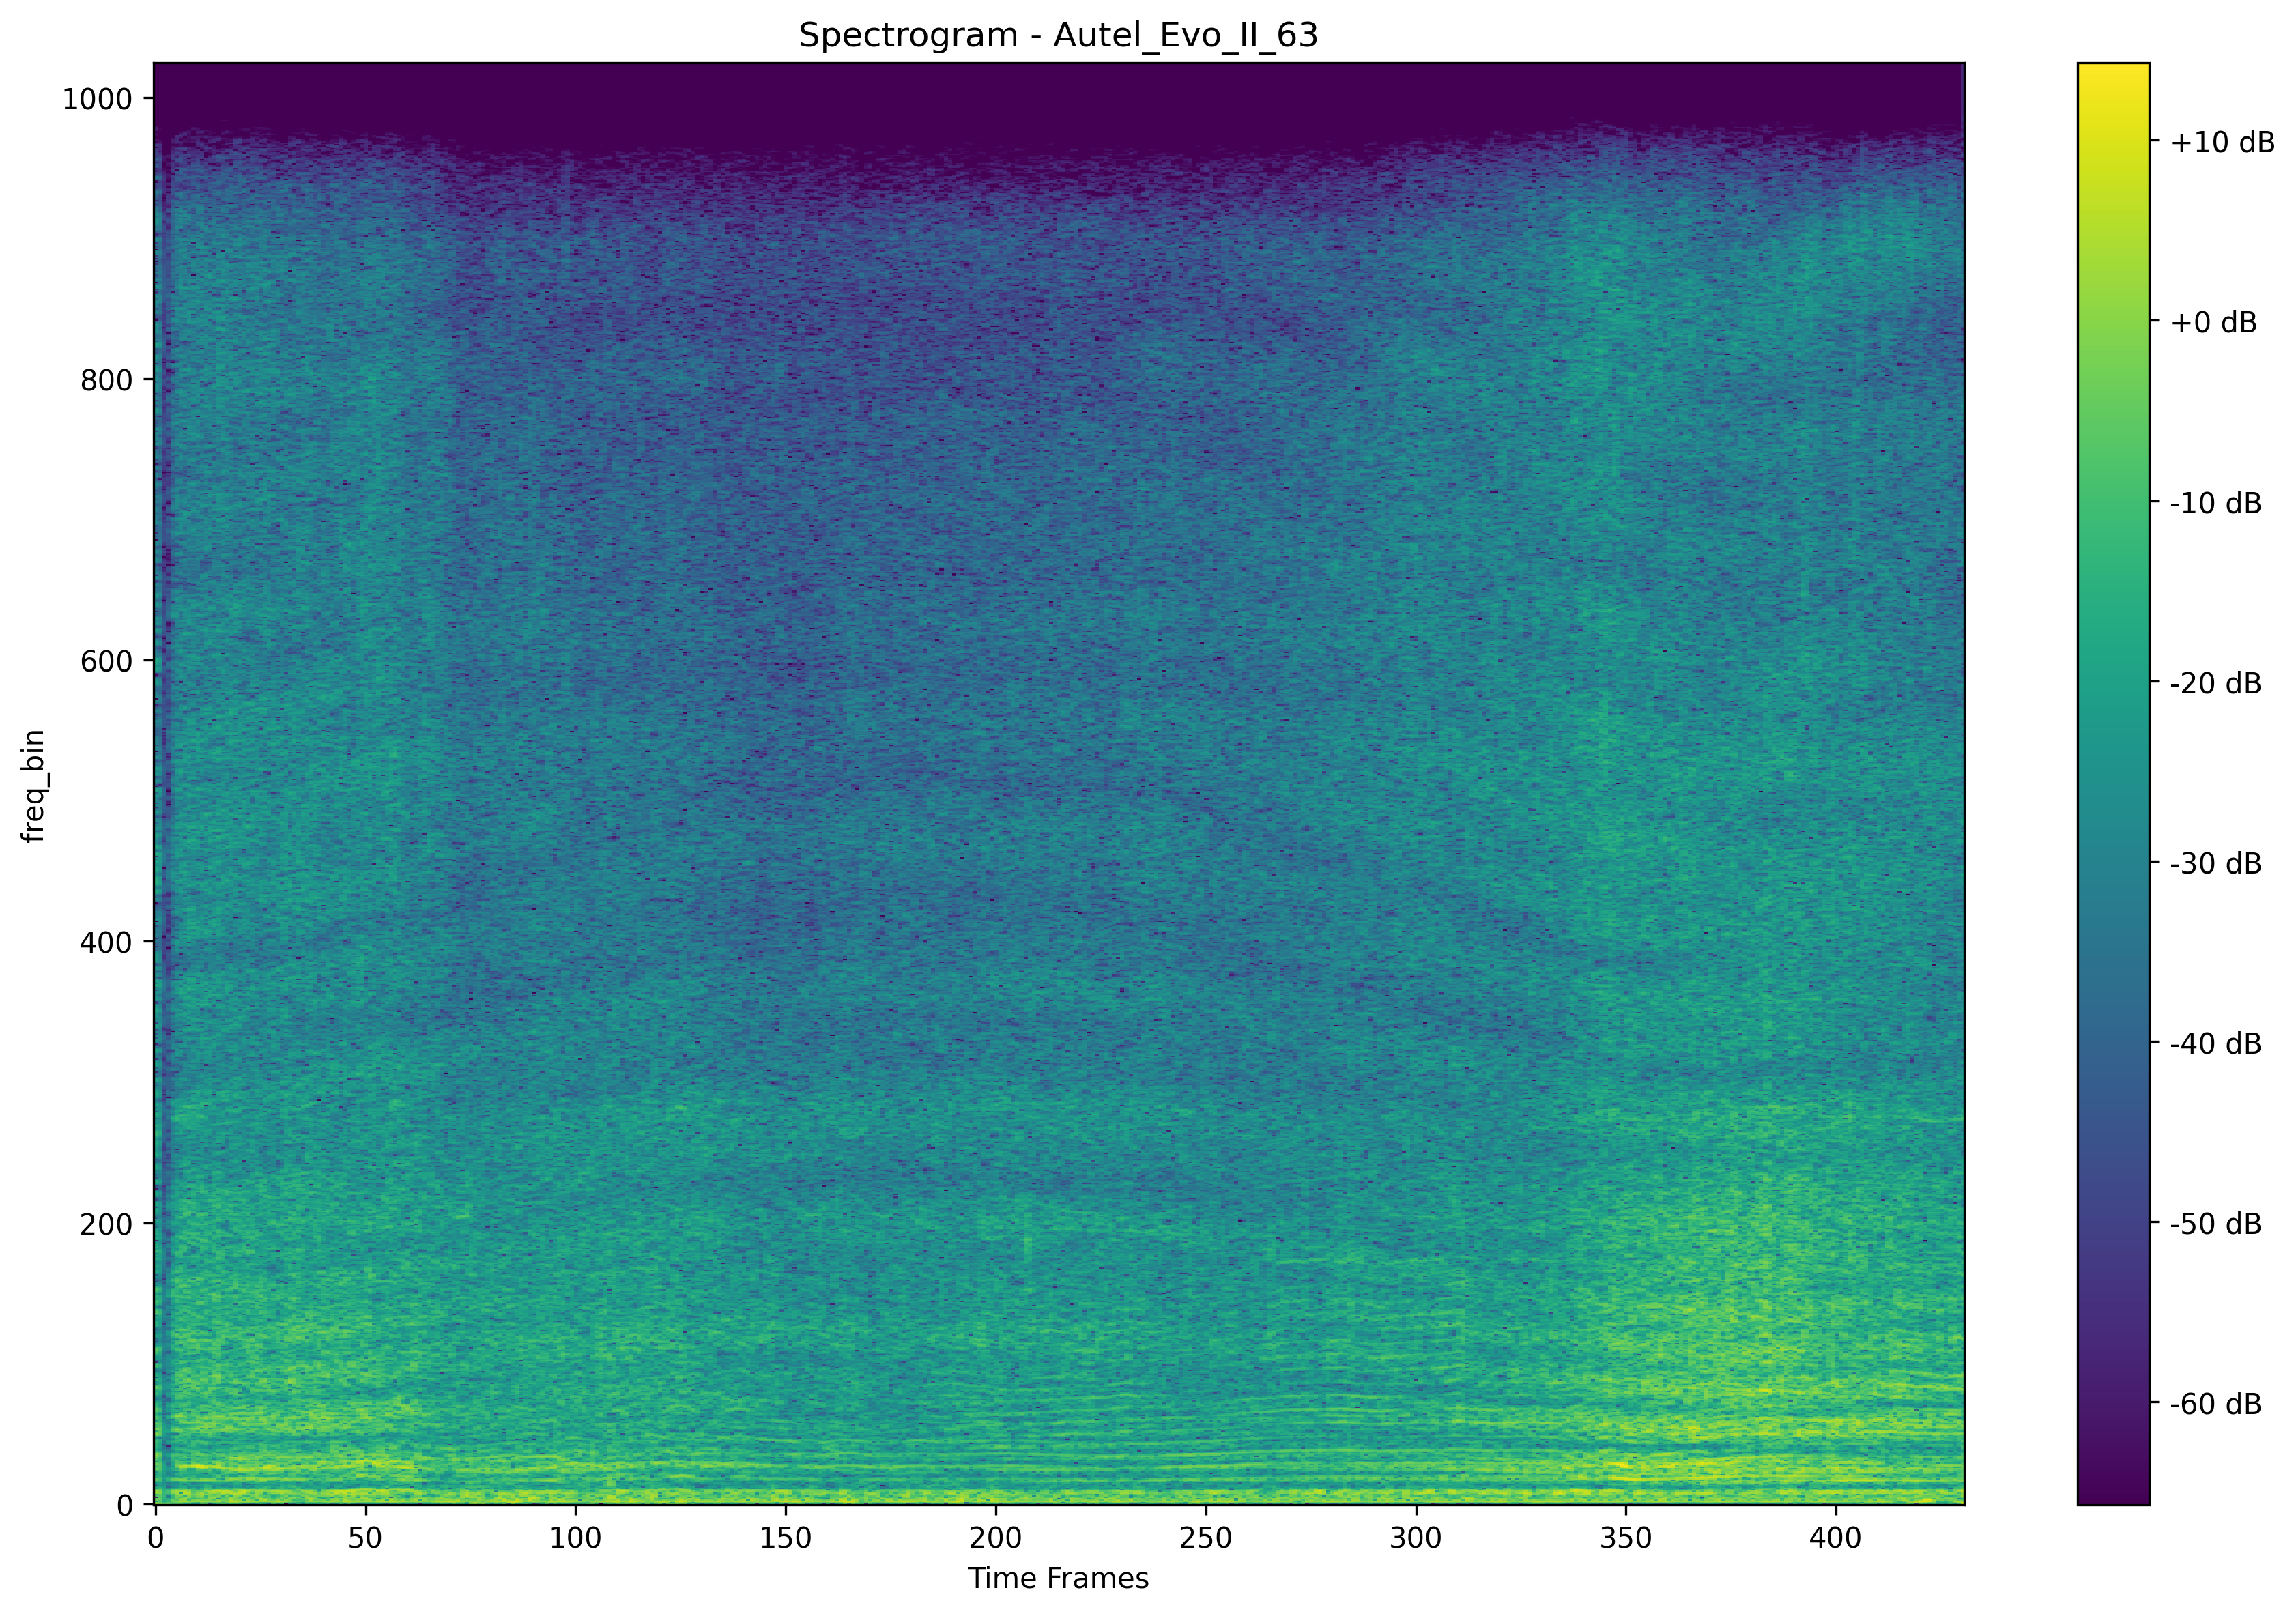 Spectrogram - Autel_Evo_II_63
1000
800
600
400
200
0
freq_bin
0 50 100 150 200 250 300 350 400
Time Frames
+10 dB
+0 dB
-10 dB
-20 dB
-30 dB
-40 dB
-50 dB
-60 dB